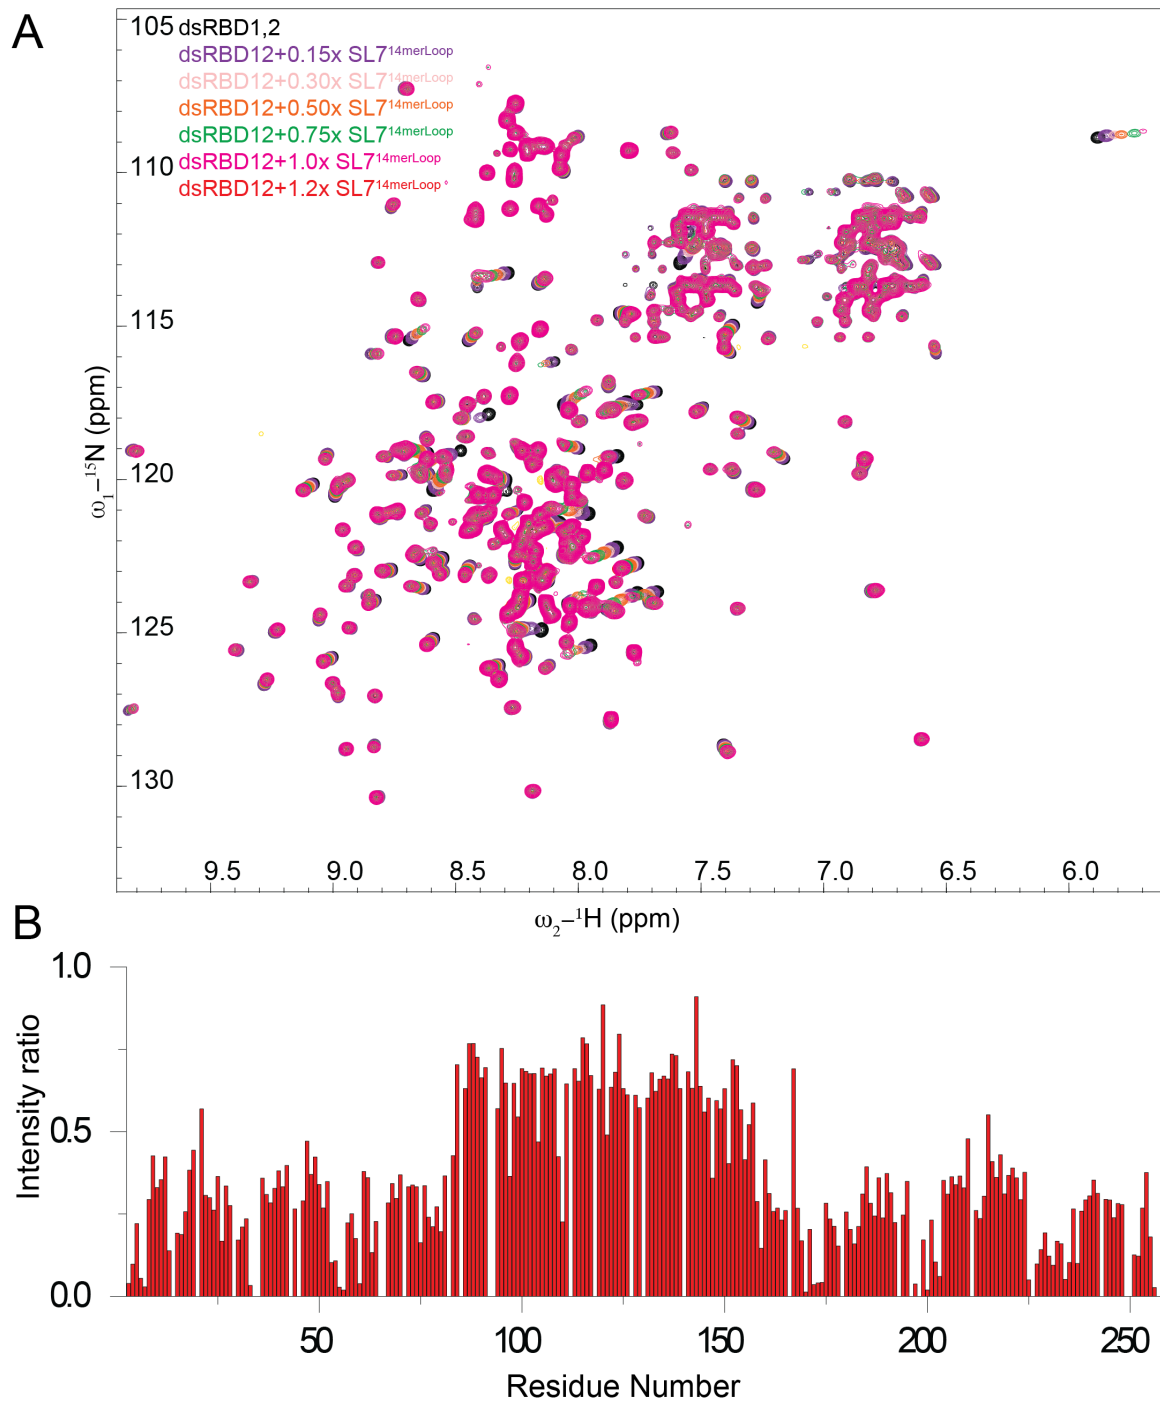 A
105 dsRBD1,2
dsRBD12+0.15x SL7^14merLoop
dsRBD12+0.30x SL7^14merLoop
dsRBD12+0.50x SL7^14merLoop
dsRBD12+0.75x SL7^14merLoop
dsRBD12+1.0x SL7^14merLoop
dsRBD12+1.2x SL7^14merLoop
110
115
120
125
130
ω₁–¹⁵N (ppm)
9.5 9.0 8.5 8.0 7.5 7.0 6.5 6.0
ω₂–¹H (ppm)
B
1.0
0.5
0.0
Intensity ratio
50 100 150 200 250
Residue Number